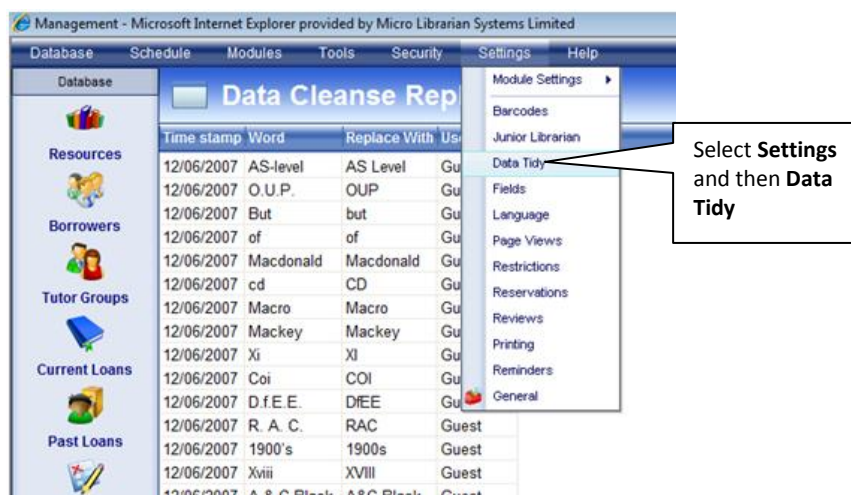 Management - Microsoft Internet Explorer provided by Micro Librarian Systems Limited
Database Schedule Modules Tools Security Settings Help
Database
Resources
Borrowers
Tutor Groups
Current Loans
Past Loans
Data Cleanse Rep
Time stamp Word Replace With Us
12/06/2007 AS-level AS Level Gu
12/06/2007 O.U.P. OUP Gu
12/06/2007 But but Gu
12/06/2007 of of Gu
12/06/2007 Macdonald Macdonald Gu
12/06/2007 cd CD Gu
12/06/2007 Macro Macro Gu
12/06/2007 Mackey Mackey Gu
12/06/2007 Xi XI Gu
12/06/2007 Coi COI Gu
12/06/2007 D.f.E.E. DfEE Gu
12/06/2007 R. A. C. RAC Guest
12/06/2007 1900's 1900s Guest
12/06/2007 Xviii XVIII Guest
12/06/2007 A & C Black A&C Black Guest
Module Settings
Barcodes
Junior Librarian
Data Tidy
Fields
Language
Page Views
Restrictions
Reservations
Reviews
Printing
Reminders
General
Select Settings
and then Data
Tidy